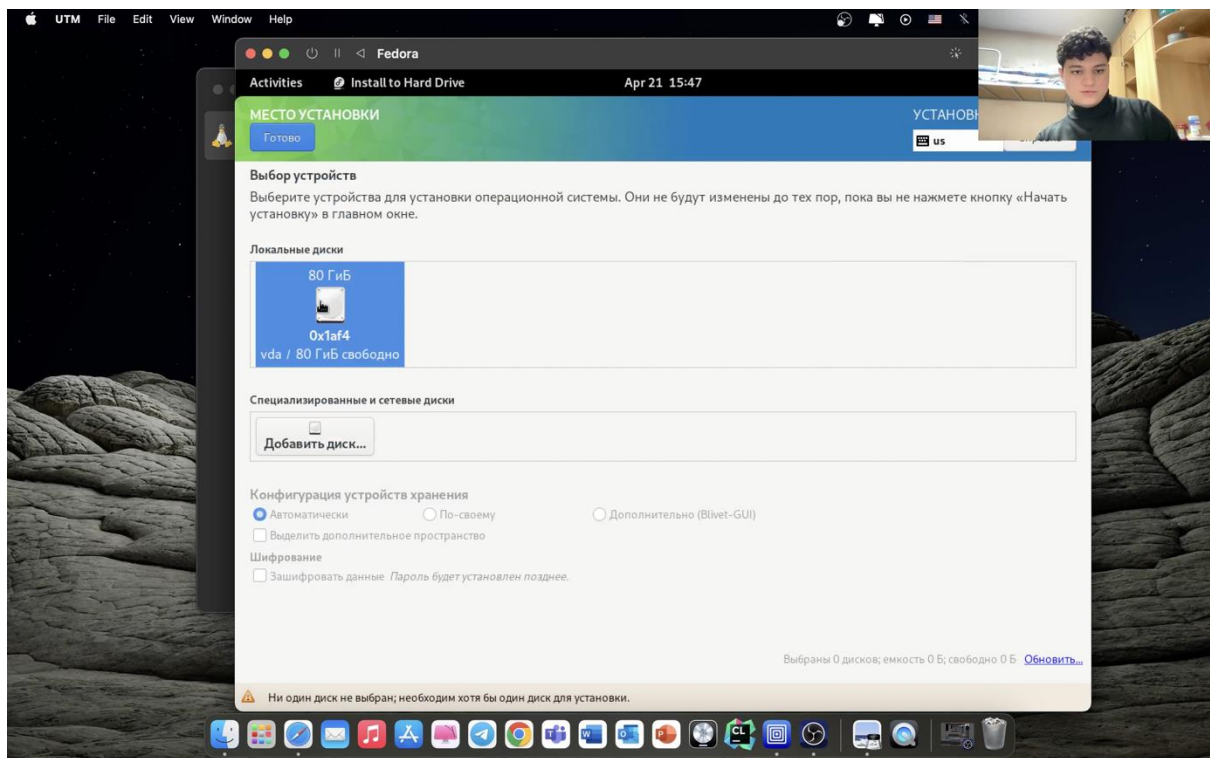 UTM File Edit View Window Help
Fedora
Activities Install to Hard Drive Apr 21 15:47
МЕСТО УСТАНОВКИ
Готово
us
Выбор устройств
Выберите устройства для установки операционной системы. Они не будут изменены до тех пор, пока вы не нажмете кнопку «Начать
установку» в главном окне.
Локальные диски
80 ГиБ
0x1af4
vda / 80 ГиБ свободно
Специализированные и сетевые диски
Добавить диск...
Конфигурация устройств хранения
Автоматически По-своему Дополнительно (Blivet-GUI)
Выделить дополнительное пространство
Шифрование
Зашифровать данные Пароль будет установлен позднее.
Выбраны 0 дисков; емкость 0 Б; свободно 0 Б Обновить...
Ни один диск не выбран; необходим хотя бы один диск для установки.
CL